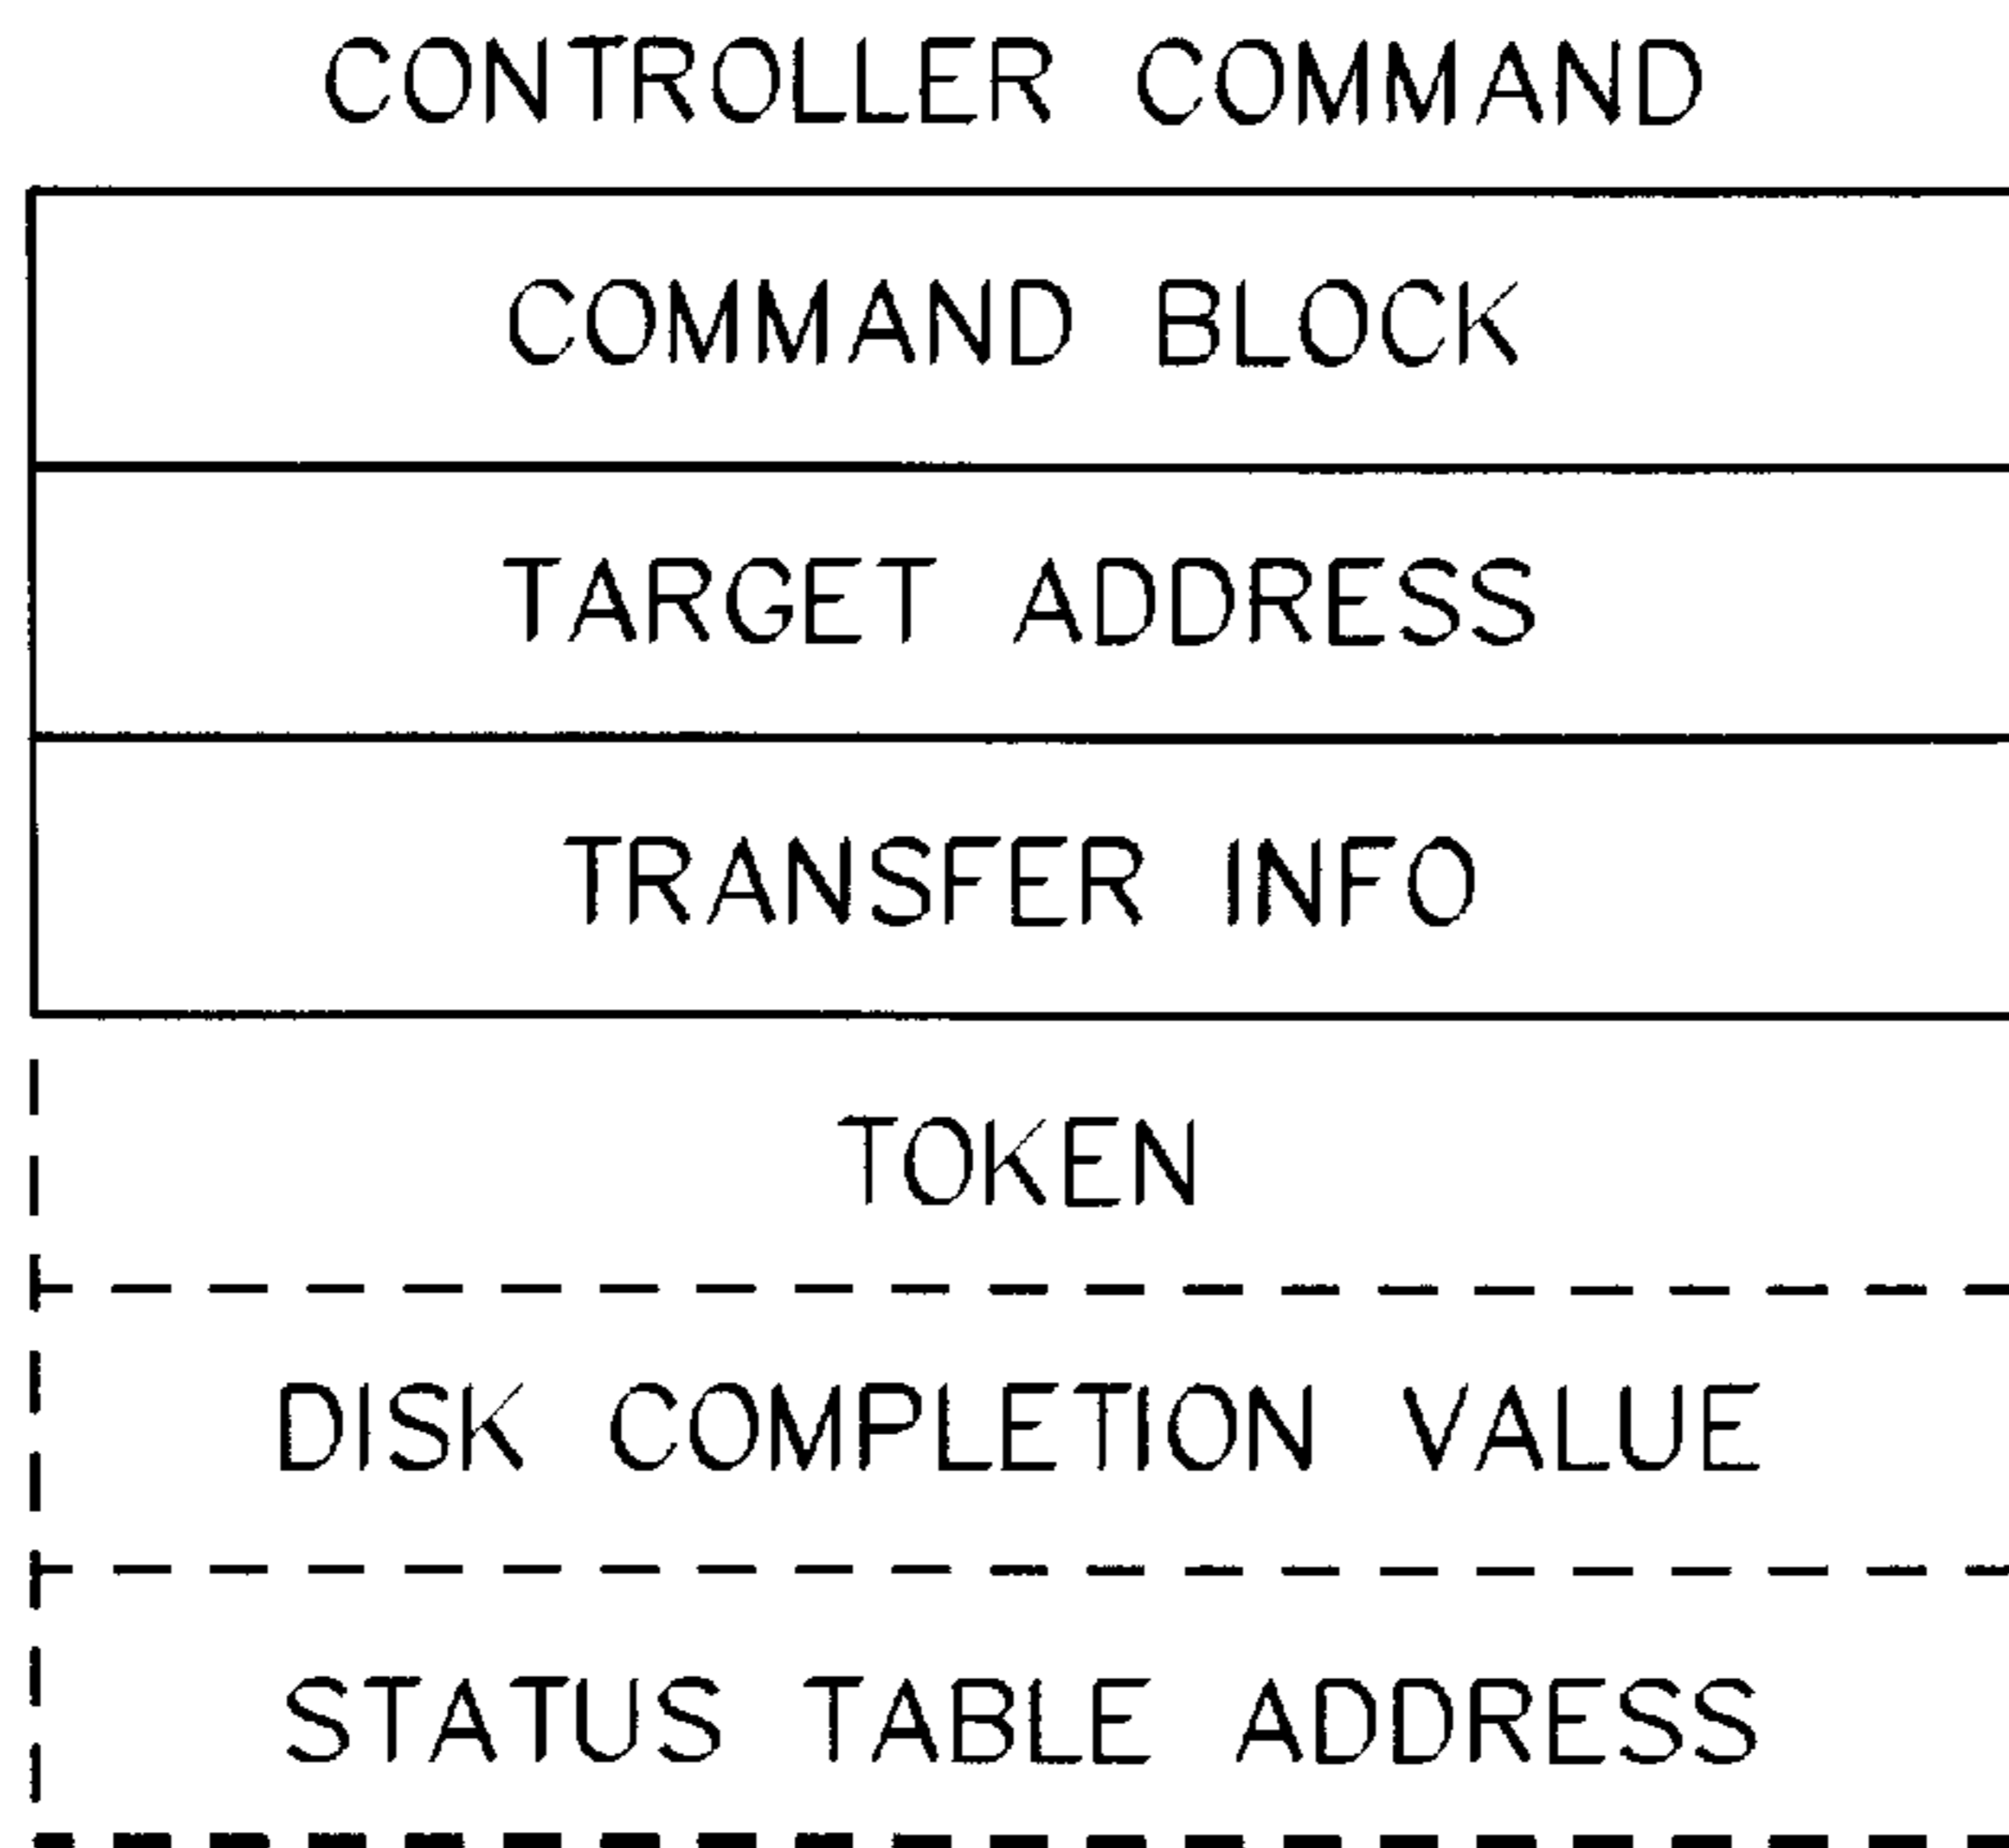 CONTROLLER COMMAND
COMMAND BLOCK
TARGET ADDRESS
TRANSFER INFO
TOKEN
DISK COMPLETION VALUE
STATUS TABLE ADDRESS